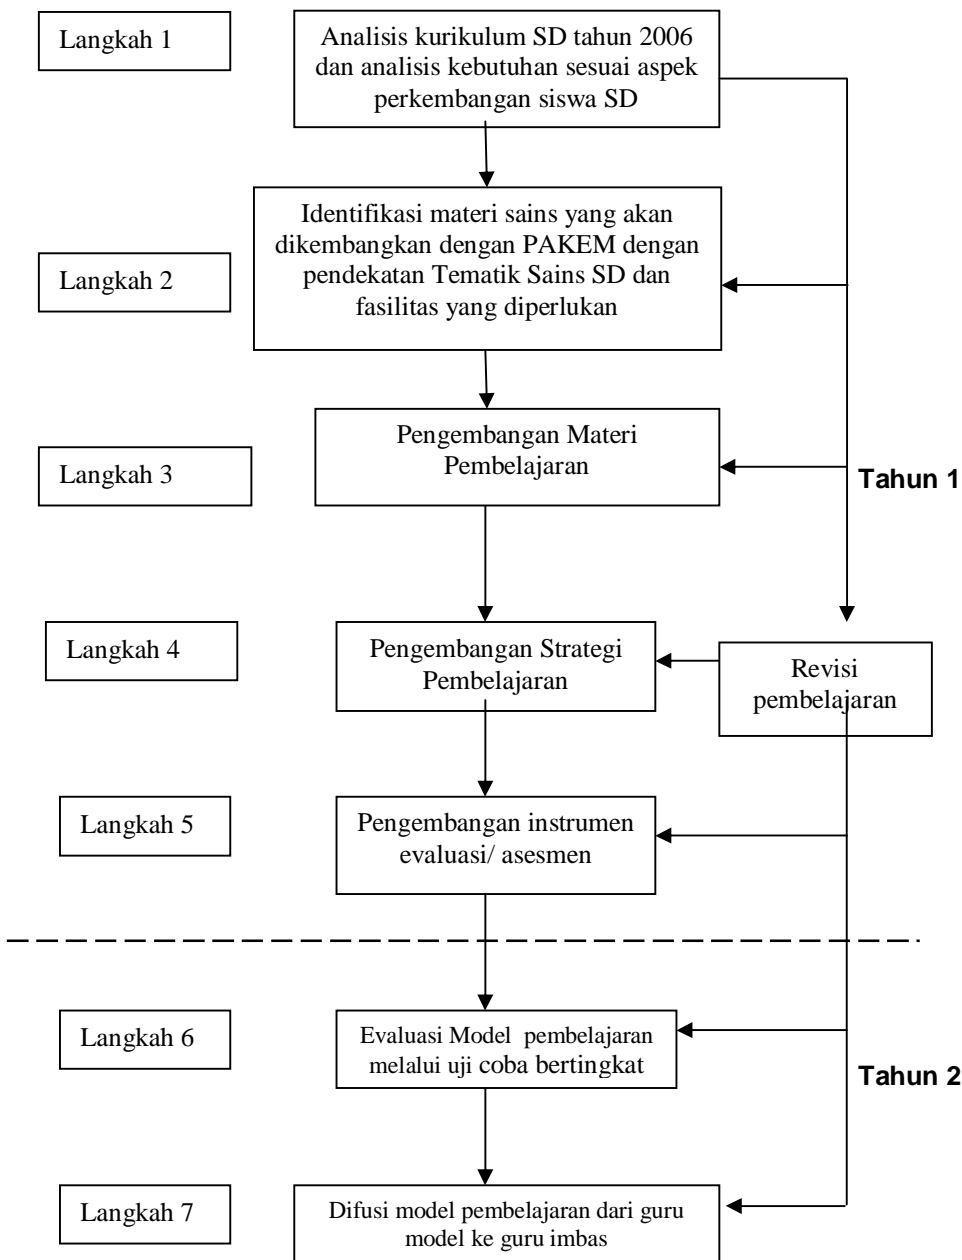 Langkah 1
Analisis kurikulum SD tahun 2006
dan analisis kebutuhan sesuai aspek
perkembangan siswa SD
Langkah 2
Identifikasi materi sains yang akan
dikembangkan dengan PAKEM dengan
pendekatan Tematik Sains SD dan
fasilitas yang diperlukan
Langkah 3
Pengembangan Materi
Pembelajaran
Tahun 1
Langkah 4
Pengembangan Strategi
Pembelajaran
Revisi
pembelajaran
Langkah 5
Pengembangan instrumen
evaluasi/ asesmen
Langkah 6
Evaluasi Model pembelajaran
melalui uji coba bertingkat
Tahun 2
Langkah 7
Difusi model pembelajaran dari guru
model ke guru imbas